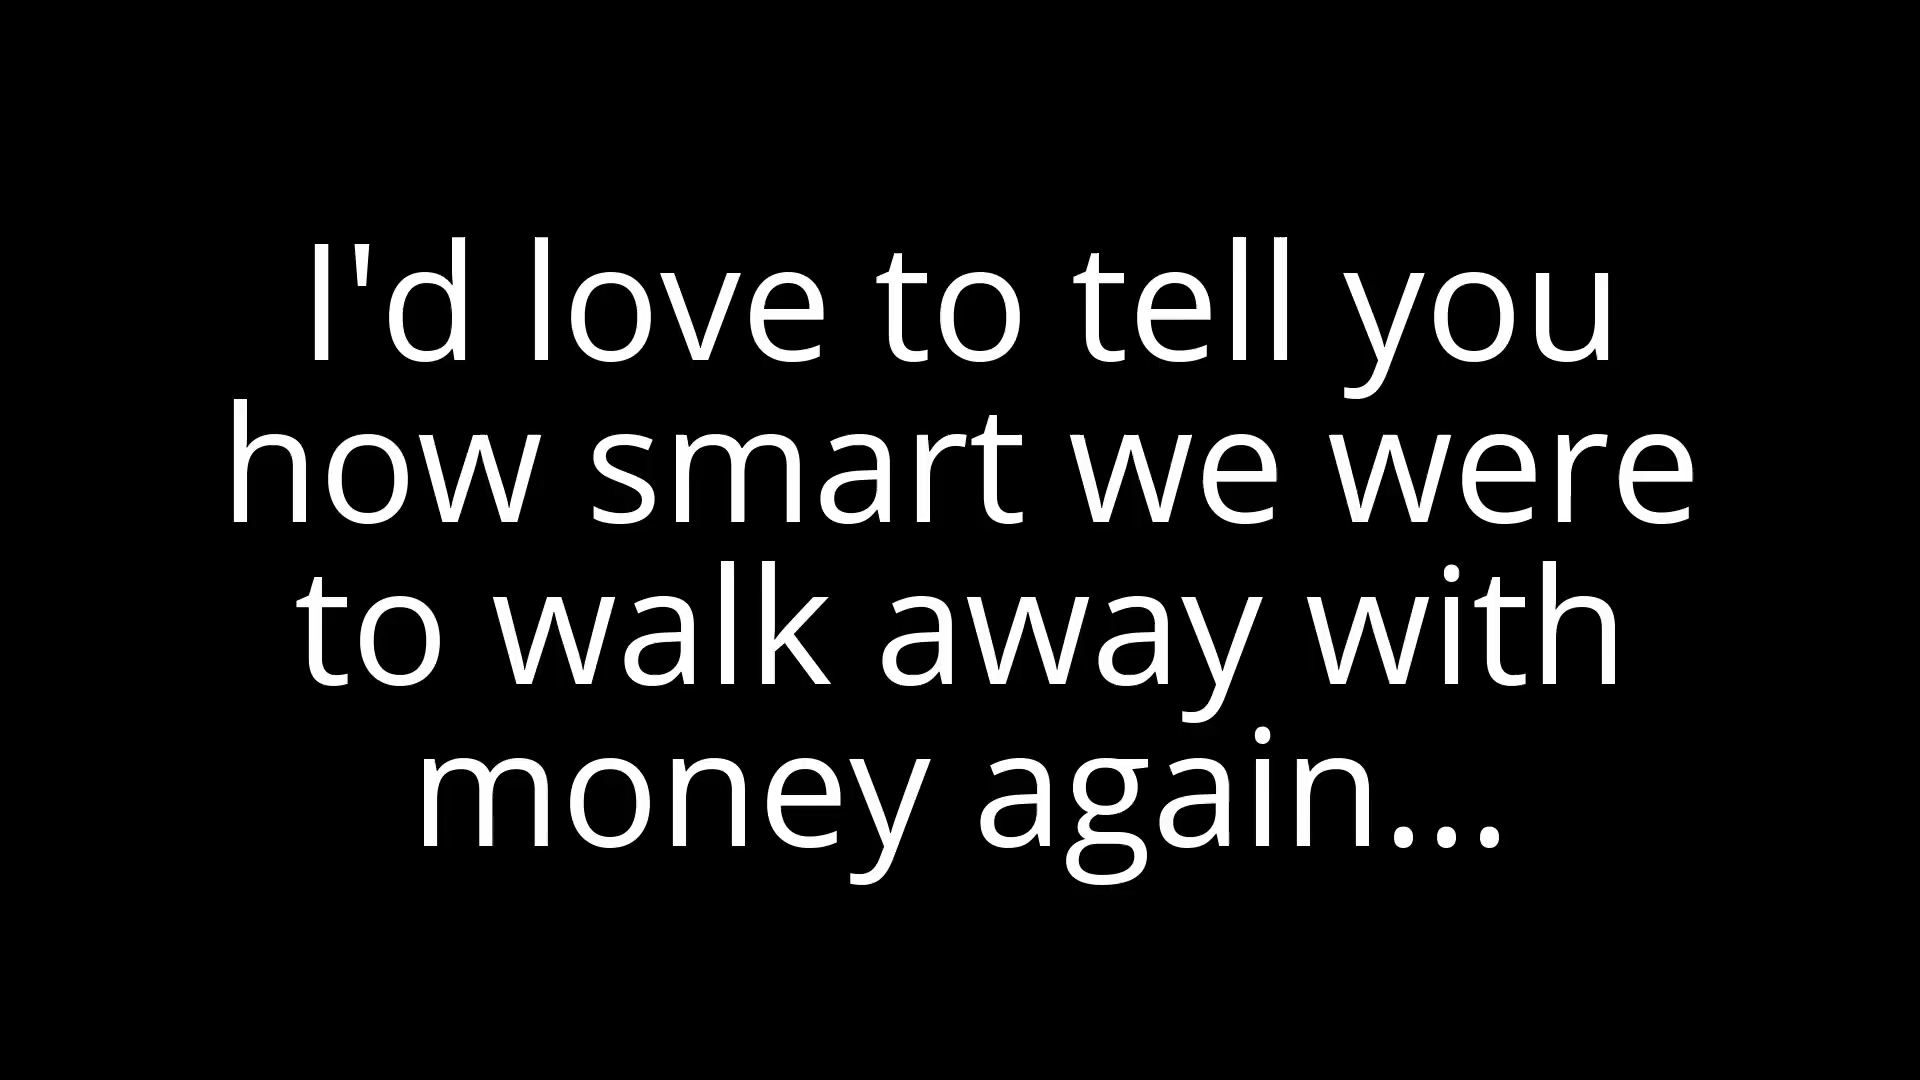 I'd love to tell you
how smart we were
to walk away with
money again...